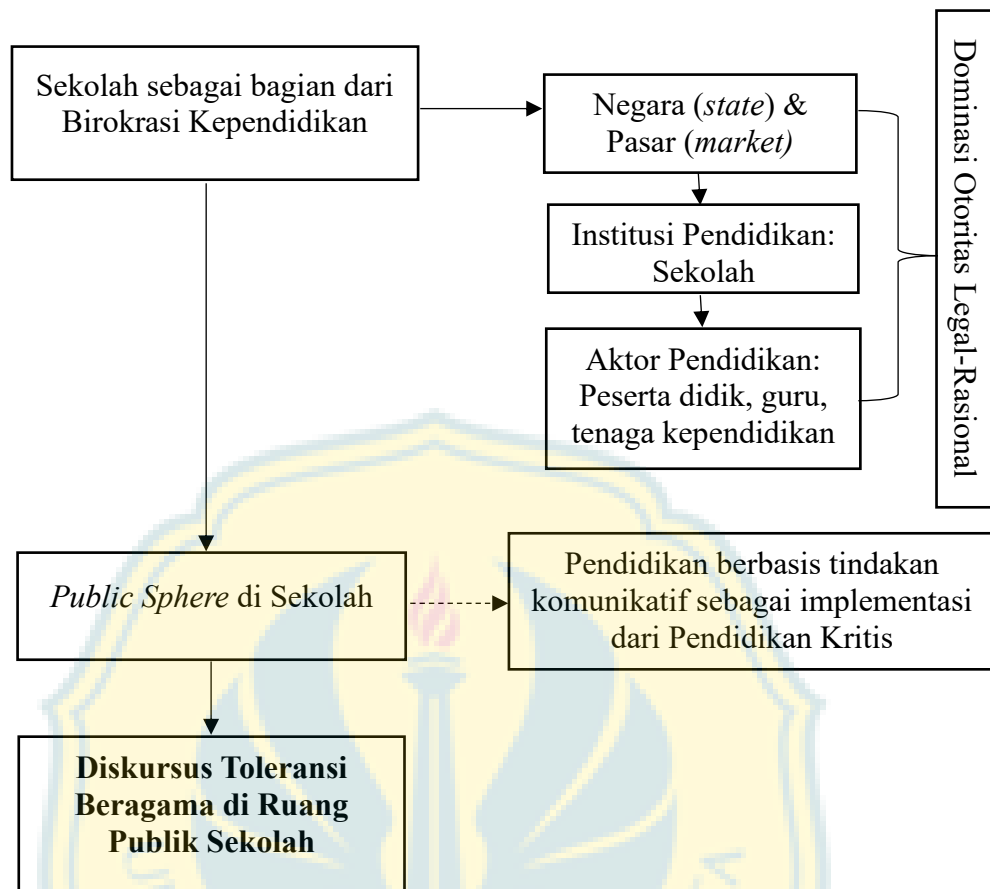 Sekolah sebagai bagian dari
Birokrasi Kependidikan
Negara (state) &
Pasar (market)
Institusi Pendidikan:
Sekolah
Aktor Pendidikan:
Peserta didik, guru,
tenaga kependidikan
Dominasi Otoritas Legal-Rasional
Public Sphere di Sekolah
Pendidikan berbasis tindakan
komunikatif sebagai implementasi
dari Pendidikan Kritis
Diskursus Toleransi
Beragama di Ruang
Publik Sekolah